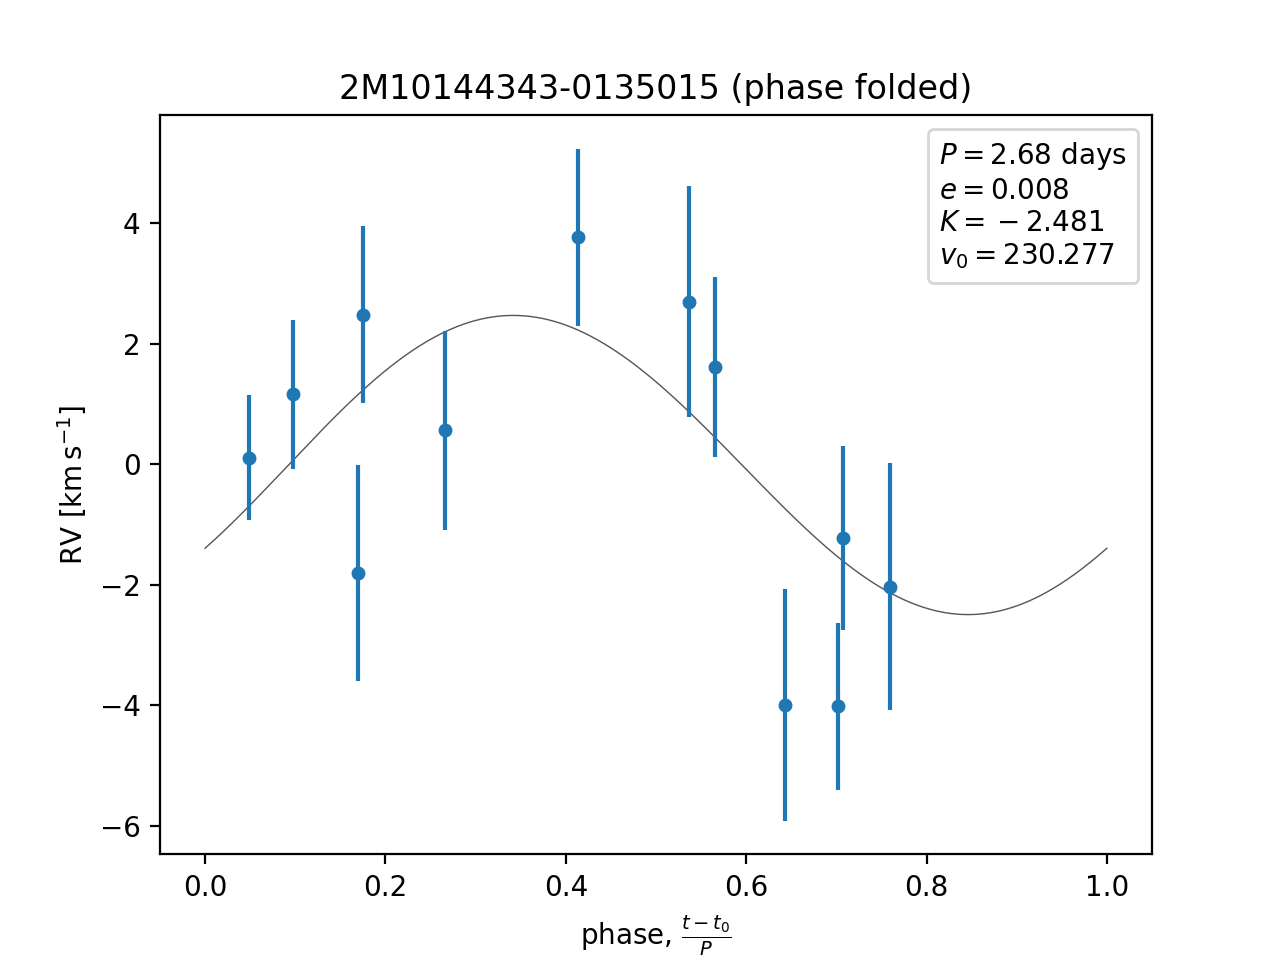 2M10144343-0135015 (phase folded)
P = 2.68 days
e = 0.008
K = −2.481
v₀ = 230.277
4
2
0
−2
−4
−6
RV [km s⁻¹]
0.0 0.2 0.4 0.6 0.8 1.0
phase, (t − t₀)/P